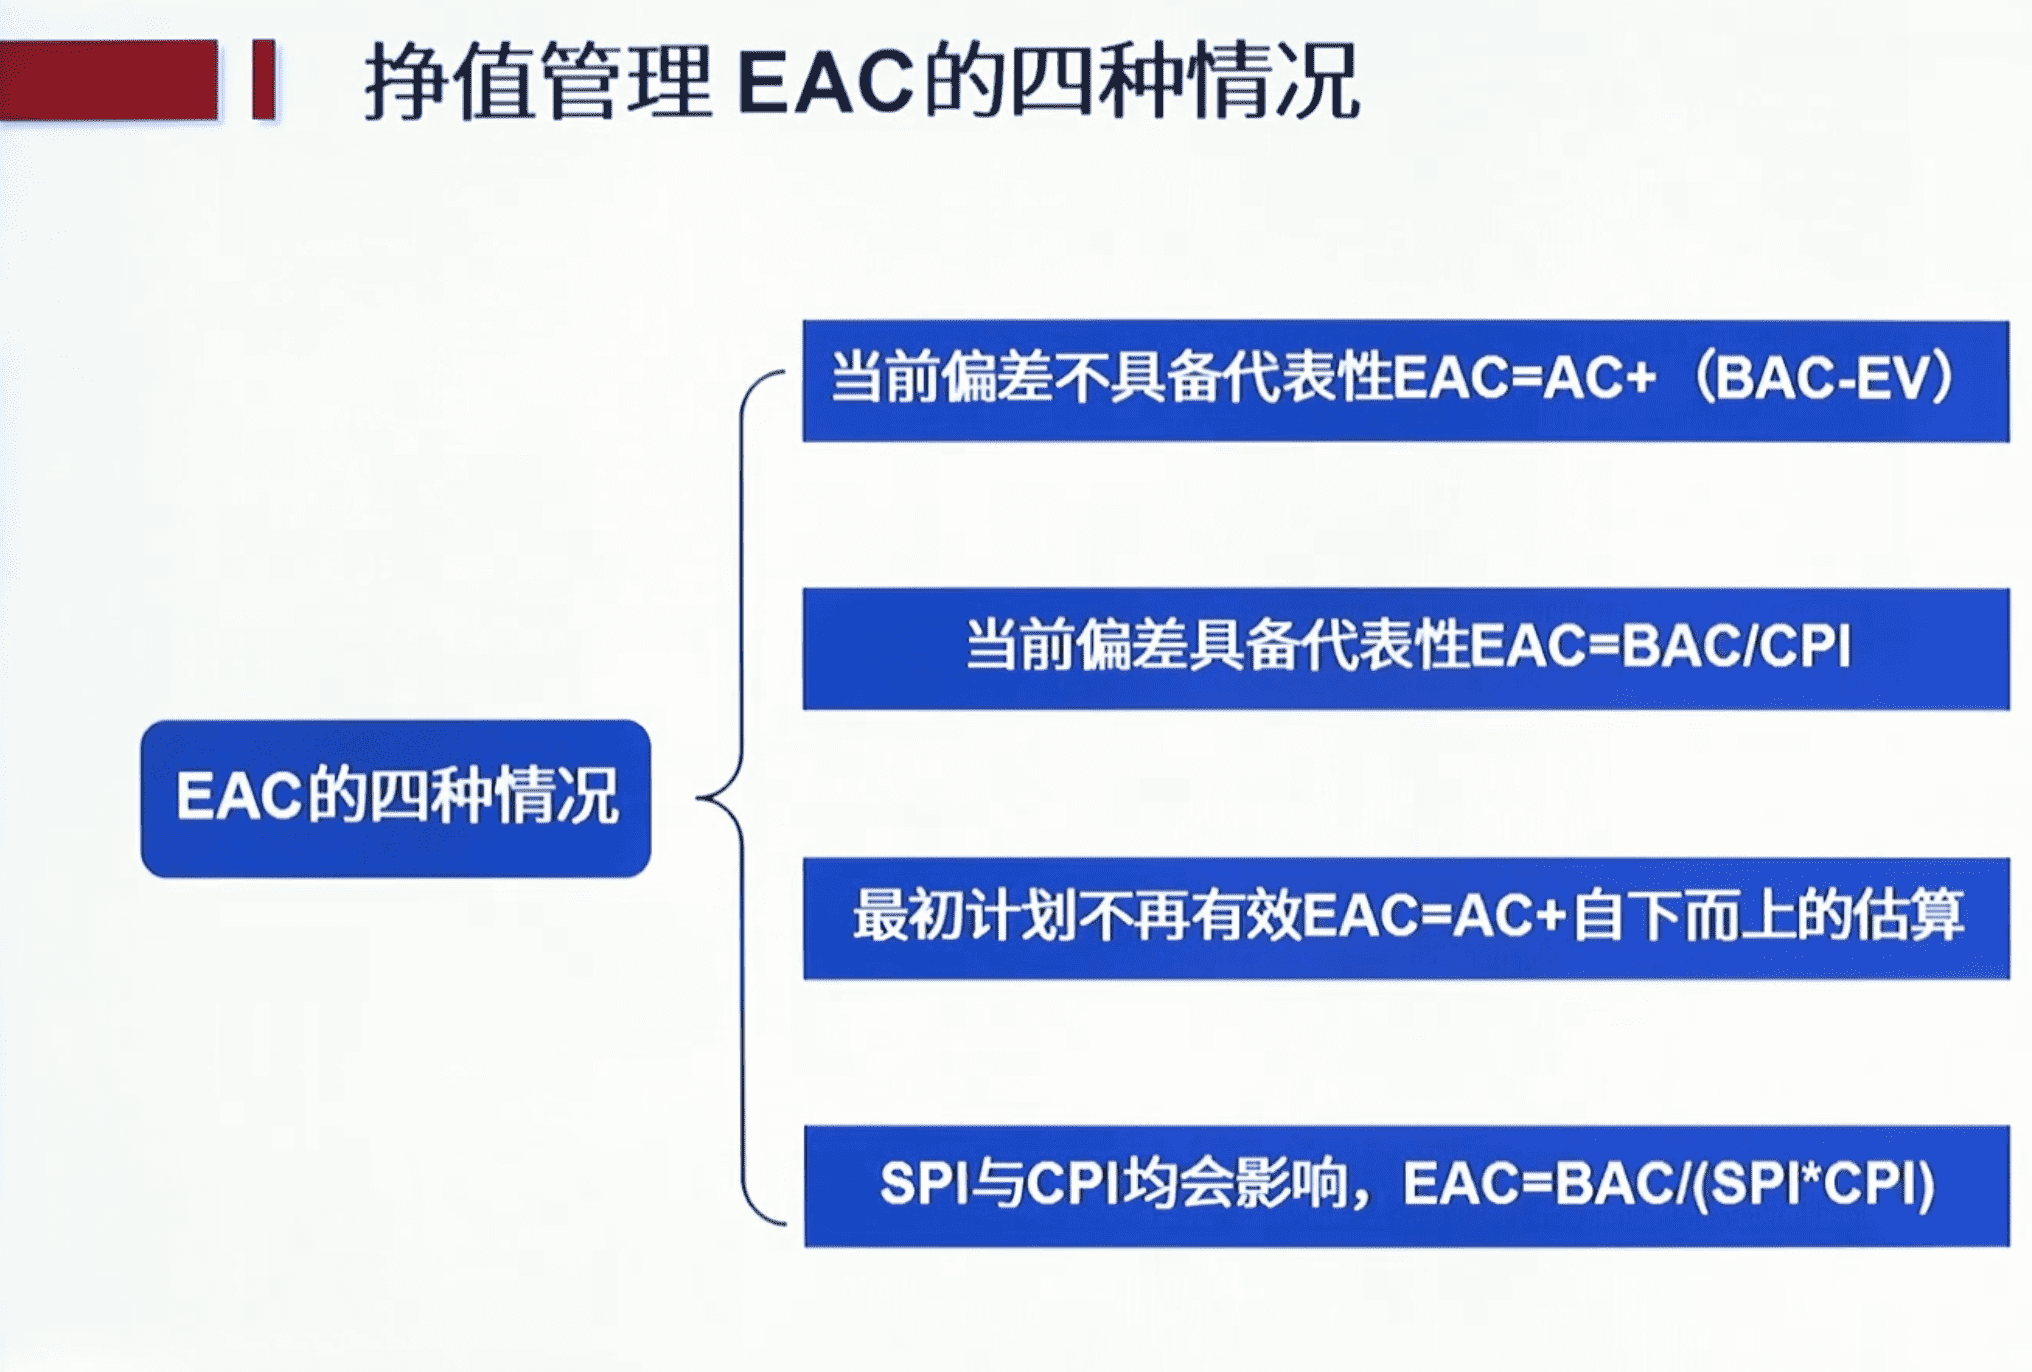 挣值管理 EAC的四种情况
当前偏差不具备代表性EAC=AC+（BAC-EV）
当前偏差具备代表性EAC=BAC/CPI
EAC的四种情况
最初计划不再有效EAC=AC+自下而上的估算
SPI与CPI均会影响，EAC=BAC/(SPI*CPI)